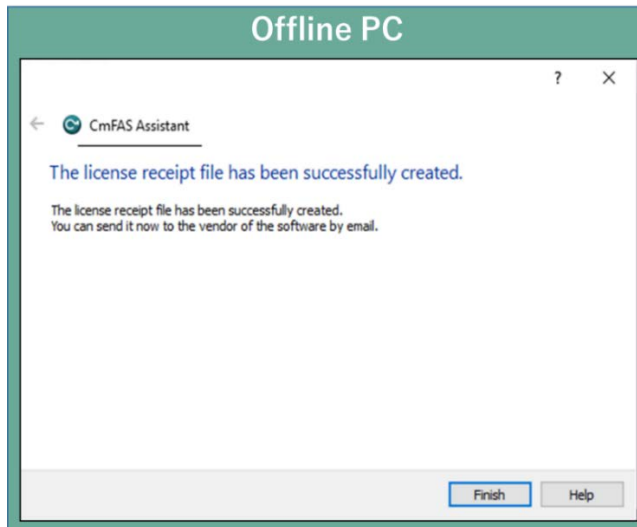 Offline PC
? ×
← CmFAS Assistant
The license receipt file has been successfully created.
The license receipt file has been successfully created.
You can send it now to the vendor of the software by email.
Finish Help